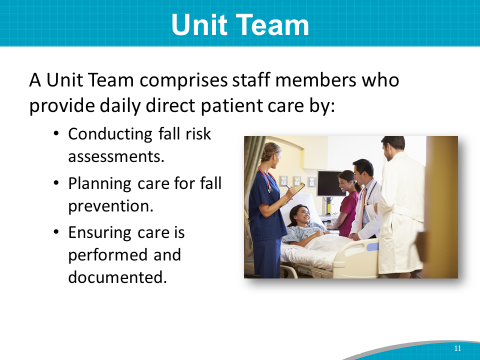 Unit Team
A Unit Team comprises staff members who
provide daily direct patient care by:
• Conducting fall risk
assessments.
• Planning care for fall
prevention.
• Ensuring care is
performed and
documented.
11